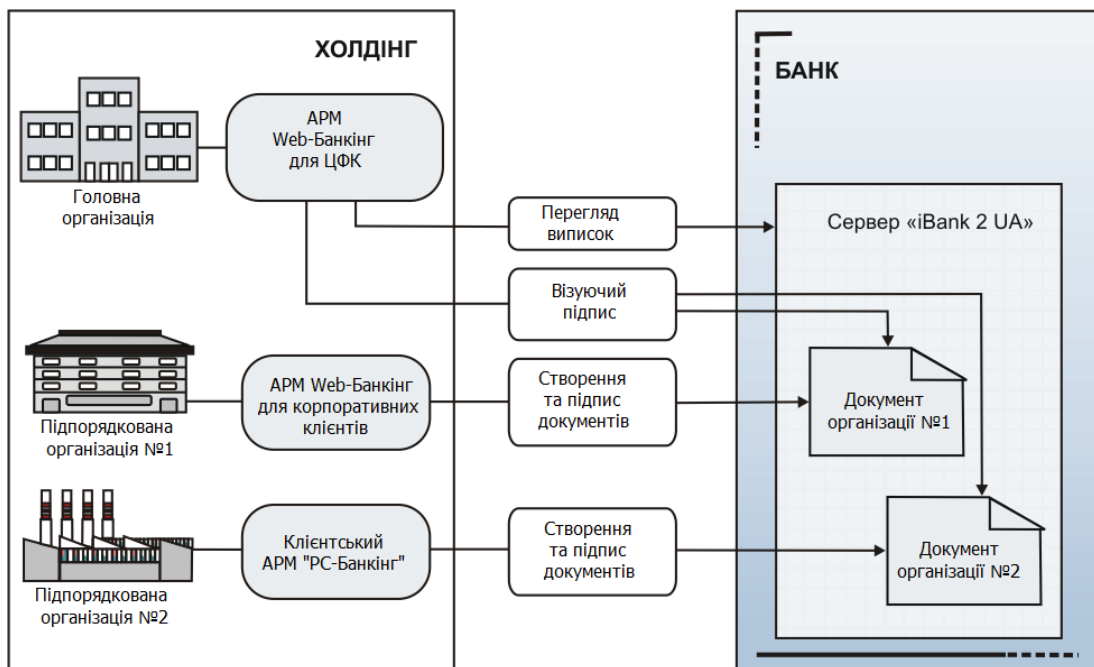 ХОЛДІНГ
БАНК
АРМ
Web-Банкінг
для ЦФК
Головна
організація
Перегляд
виписок
Сервер «iBank 2 UA»
Візуючий
підпис
АРМ Web-Банкінг
для корпоративних
клієнтів
Створення
та підпис
документів
Документ
організації №1
Підпорядкована
організація №1
Клієнтський
АРМ "РС-Банкінг"
Створення
та підпис
документів
Документ
організації №2
Підпорядкована
організація №2